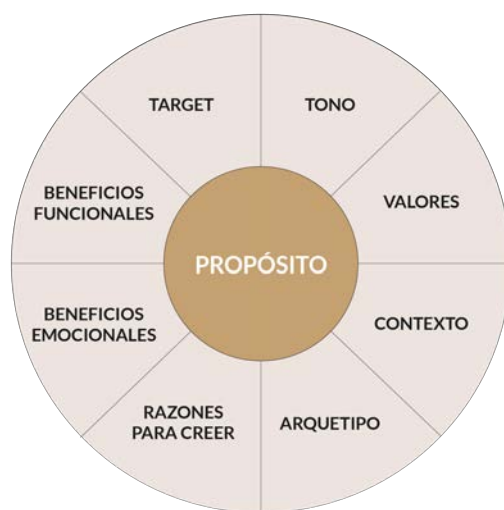 TARGET
TONO
BENEFICIOS
FUNCIONALES
VALORES
PROPÓSITO
BENEFICIOS
EMOCIONALES
CONTEXTO
RAZONES
PARA CREER
ARQUETIPO